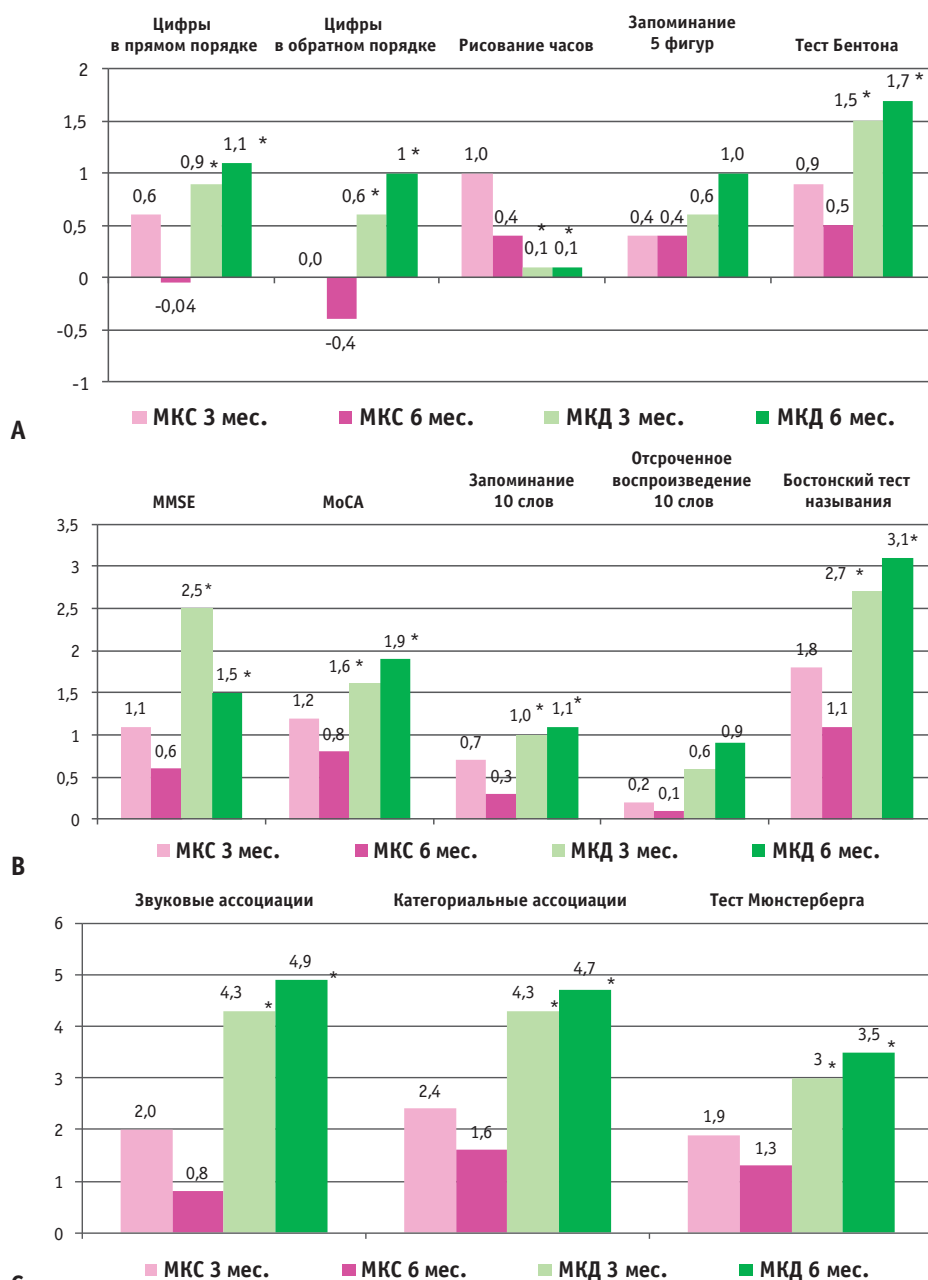 Цифры
в прямом порядке
Цифры
в обратном порядке
Рисование часов
Запоминание
5 фигур
Тест Бентона
2
1,5
1
0,5
0
-0,5
-1
0,6
-0,04
0,9 *
1,1 *
0,0
-0,4
0,6 *
1 *
1,0
0,4
*
0,1
*
0,1
0,4
0,4
0,6
1,0
0,9
0,5
1,5 *
1,7 *
МКС 3 мес.
МКС 6 мес.
МКД 3 мес.
МКД 6 мес.
A
MMSE
MoCA
Запоминание
10 слов
Отсроченное
воспроизведение
10 слов
Бостонский тест
называния
3,5
3
2,5
2
1,5
1
0,5
0
1,1
0,6
2,5 *
1,5 *
1,2
0,8
1,6 *
1,9 *
0,7
0,3
1,0 *
1,1 *
0,2
0,1
0,6
0,9
1,8
1,1
2,7 *
3,1 *
МКС 3 мес.
МКС 6 мес.
МКД 3 мес.
МКД 6 мес.
B
Звуковые ассоциации
Категориальные ассоциации
Тест Мюнстерберга
6
5
4
3
2
1
0
2,0
0,8
4,3 *
4,9 *
2,4
1,6
4,3 *
4,7 *
1,9
1,3
3 *
3,5 *
МКС 3 мес.
МКС 6 мес.
МКД 3 мес.
МКД 6 мес.